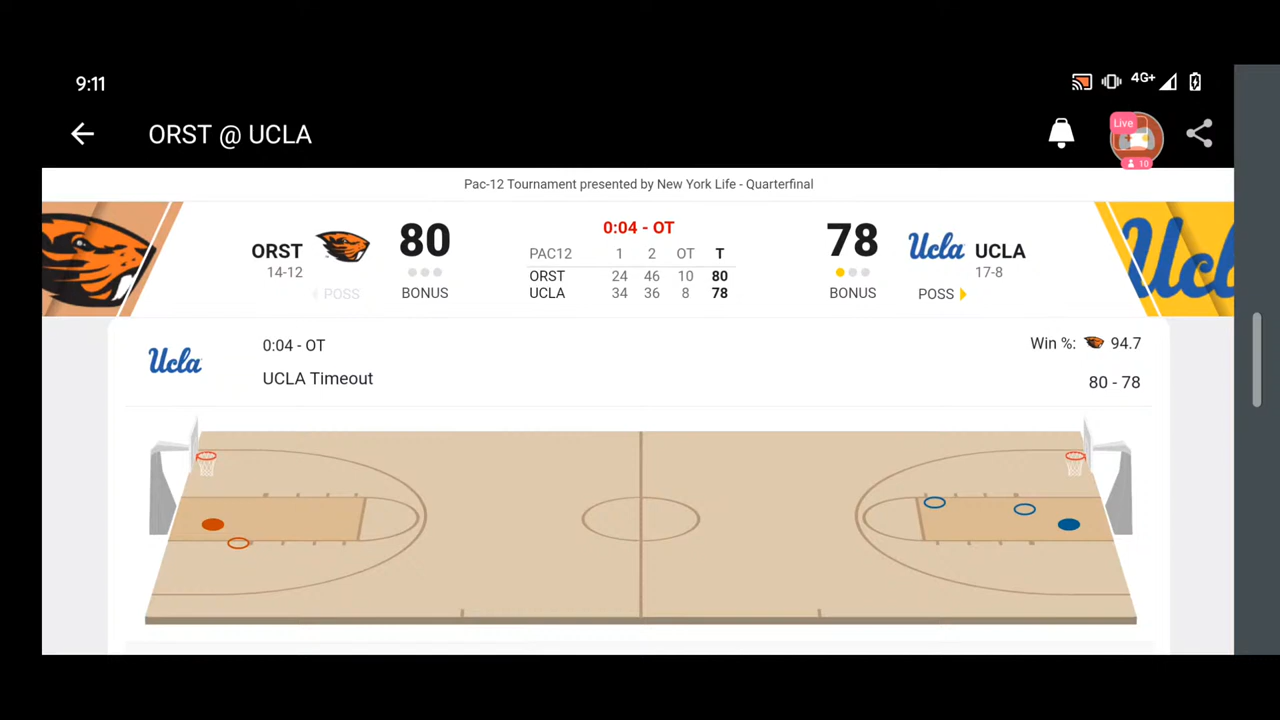 9:11
4G+
ORST @ UCLA
Live
10
Pac-12 Tournament presented by New York Life - Quarterfinal
ORST
14-12
POSS
80
BONUS
0:04 - OT
PAC12 1 2 OT T
ORST 24 46 10 80
UCLA 34 36 8 78
78
BONUS
Ucla
UCLA
17-8
POSS
Ucl
Ucla
0:04 - OT
UCLA Timeout
Win %: 94.7
80 - 78